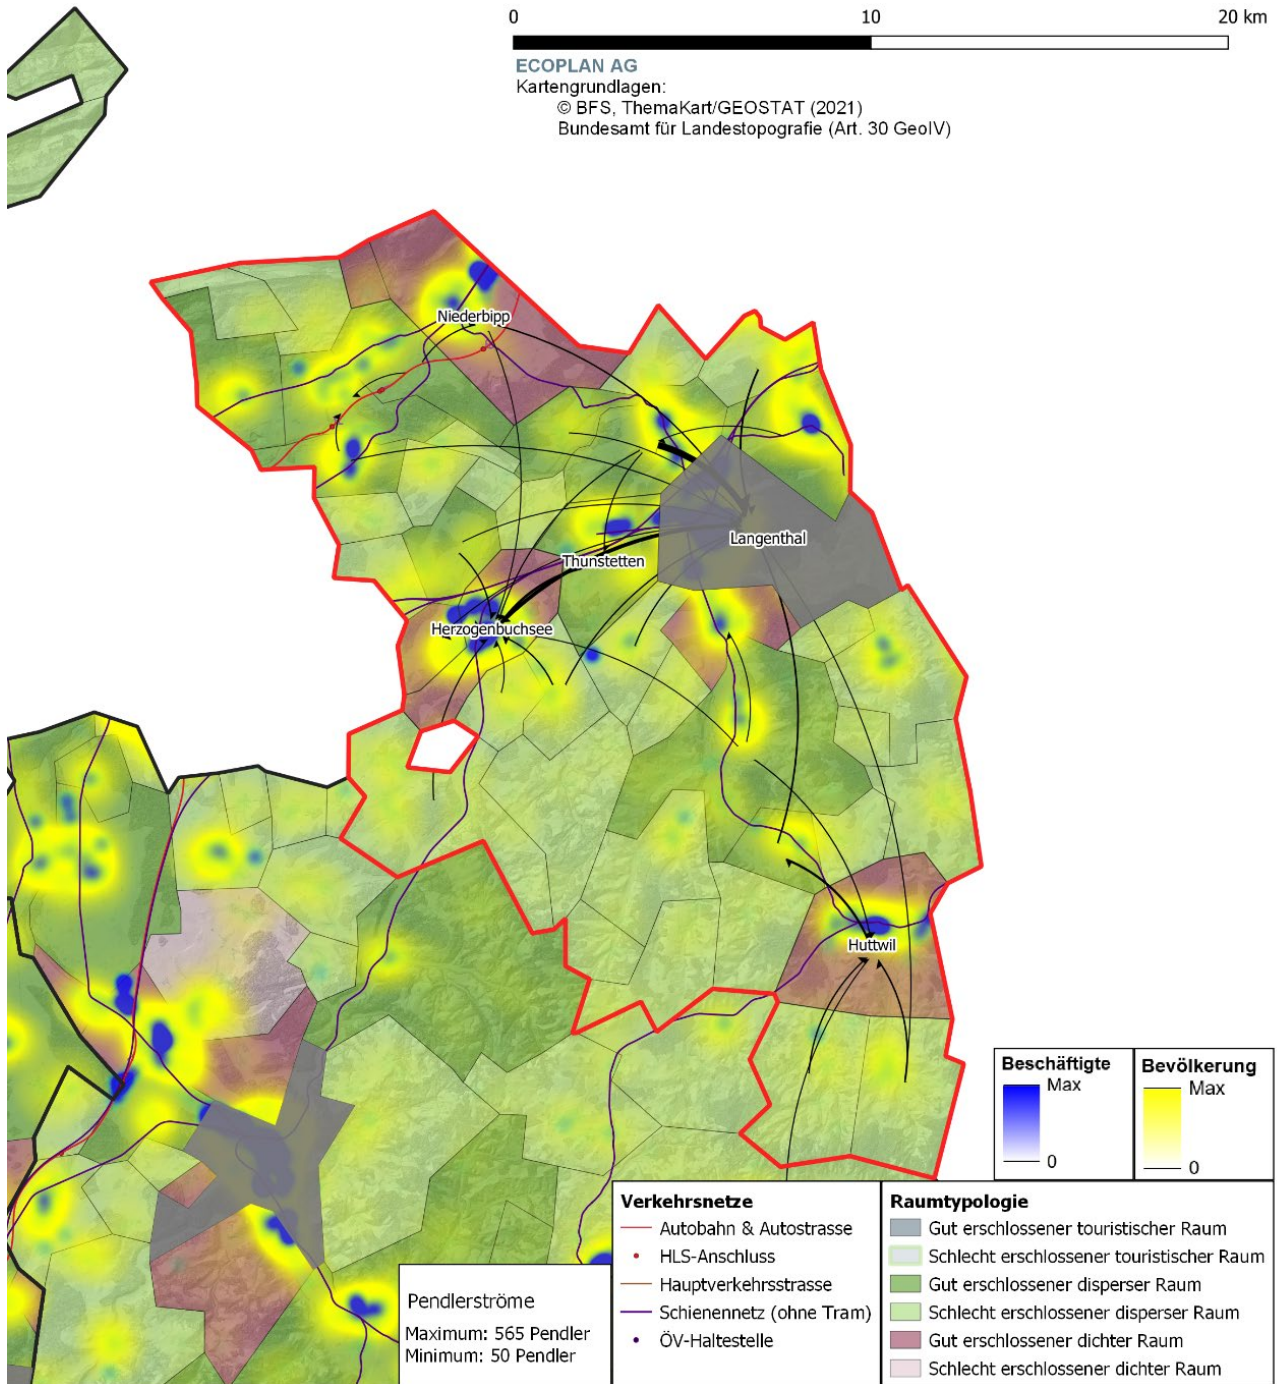 0 10 20 km
ECOPLAN AG
Kartengrundlagen:
© BFS, ThemaKart/GEOSTAT (2021)
Bundesamt für Landestopografie (Art. 30 GeoIV)
Niederbipp
Langenthal
Thunstetten
Herzogenbuchsee
Huttwil
Beschäftigte
Max
0
Bevölkerung
Max
0
Pendlerströme
Maximum: 565 Pendler
Minimum: 50 Pendler
Verkehrsnetze
Autobahn & Autostrasse
HLS-Anschluss
Hauptverkehrsstrasse
Schienennetz (ohne Tram)
ÖV-Haltestelle
Raumtypologie
Gut erschlossener touristischer Raum
Schlecht erschlossener touristischer Raum
Gut erschlossener disperser Raum
Schlecht erschlossener disperser Raum
Gut erschlossener dichter Raum
Schlecht erschlossener dichter Raum